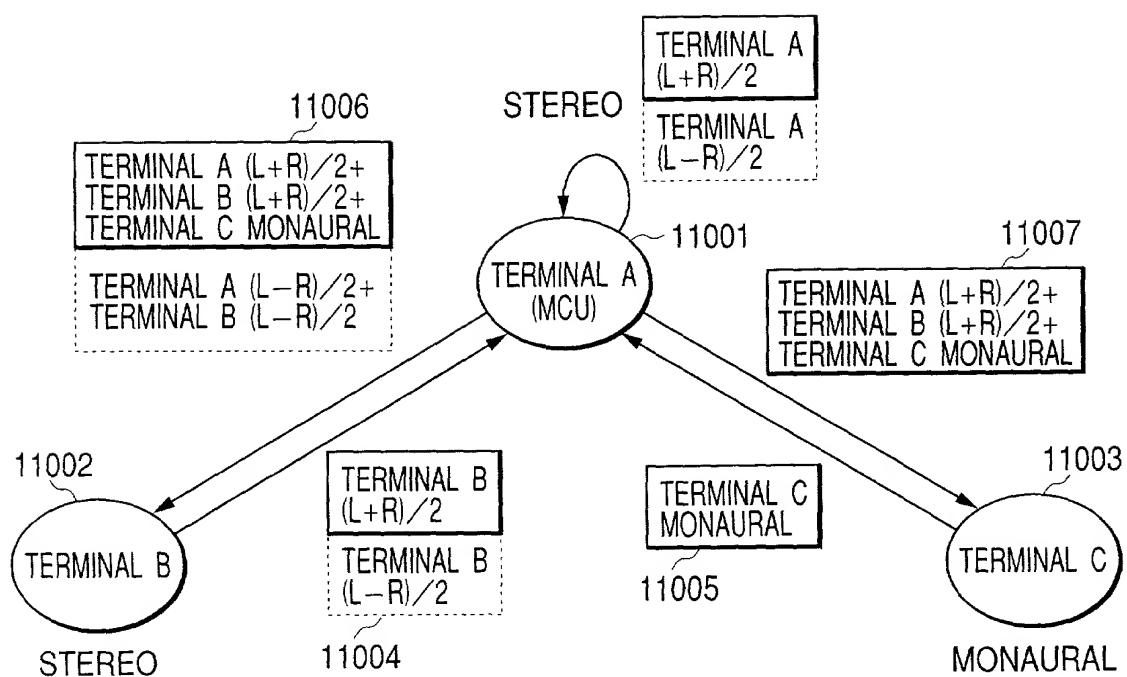 TERMINAL A
(L+R)/2
STEREO
TERMINAL A
(L−R)/2
11006
TERMINAL A (L+R)/2+
TERMINAL B (L+R)/2+
TERMINAL C MONAURAL
TERMINAL A (L−R)/2+
TERMINAL B (L−R)/2
11001
TERMINAL A
(MCU)
11007
TERMINAL A (L+R)/2+
TERMINAL B (L+R)/2+
TERMINAL C MONAURAL
11002
TERMINAL B
STEREO
TERMINAL B
(L+R)/2
TERMINAL B
(L−R)/2
11004
TERMINAL C
MONAURAL
11005
11003
TERMINAL C
MONAURAL